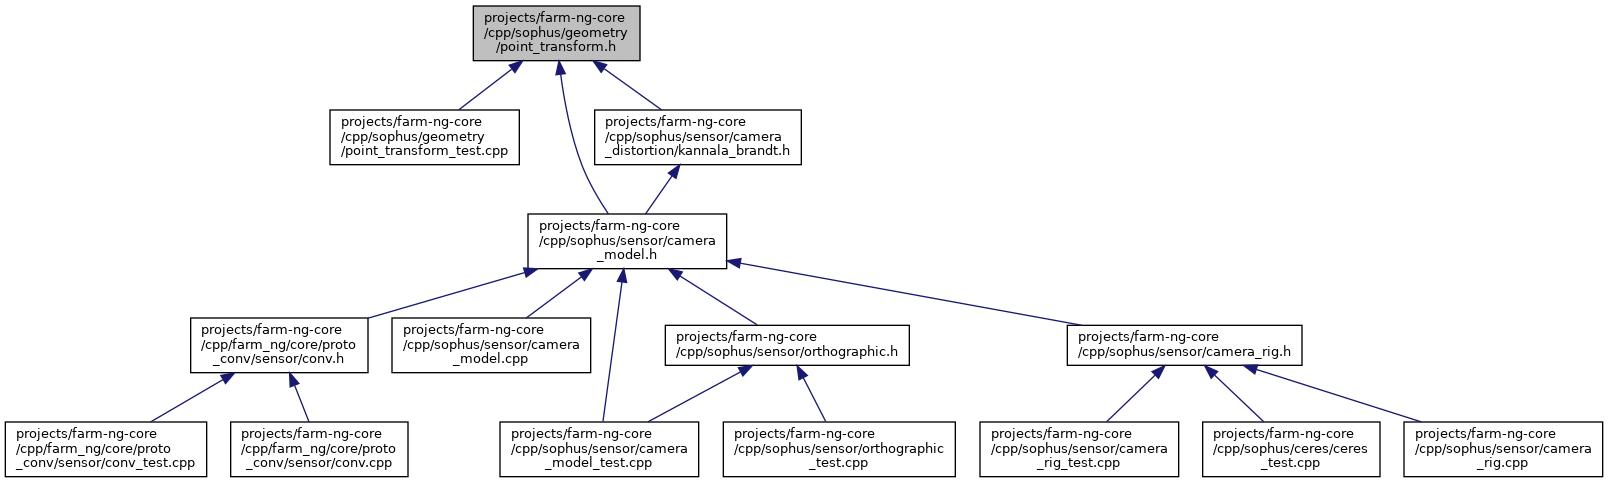 projects/farm-ng-core
/cpp/sophus/geometry
/point_transform.h
projects/farm-ng-core
/cpp/sophus/geometry
/point_transform_test.cpp
projects/farm-ng-core
/cpp/sophus/sensor/camera
_distortion/kannala_brandt.h
projects/farm-ng-core
/cpp/sophus/sensor/camera
_model.h
projects/farm-ng-core
/cpp/farm_ng/core/proto
_conv/sensor/conv.h
projects/farm-ng-core
/cpp/sophus/sensor/camera
_model.cpp
projects/farm-ng-core
/cpp/sophus/sensor/orthographic.h
projects/farm-ng-core
/cpp/sophus/sensor/camera_rig.h
projects/farm-ng-core
/cpp/farm_ng/core/proto
_conv/sensor/conv_test.cpp
projects/farm-ng-core
/cpp/farm_ng/core/proto
_conv/sensor/conv.cpp
projects/farm-ng-core
/cpp/sophus/sensor/camera
_model_test.cpp
projects/farm-ng-core
/cpp/sophus/sensor/orthographic
_test.cpp
projects/farm-ng-core
/cpp/sophus/sensor/camera
_rig_test.cpp
projects/farm-ng-core
/cpp/sophus/ceres/ceres
_test.cpp
projects/farm-ng-core
/cpp/sophus/sensor/camera
_rig.cpp